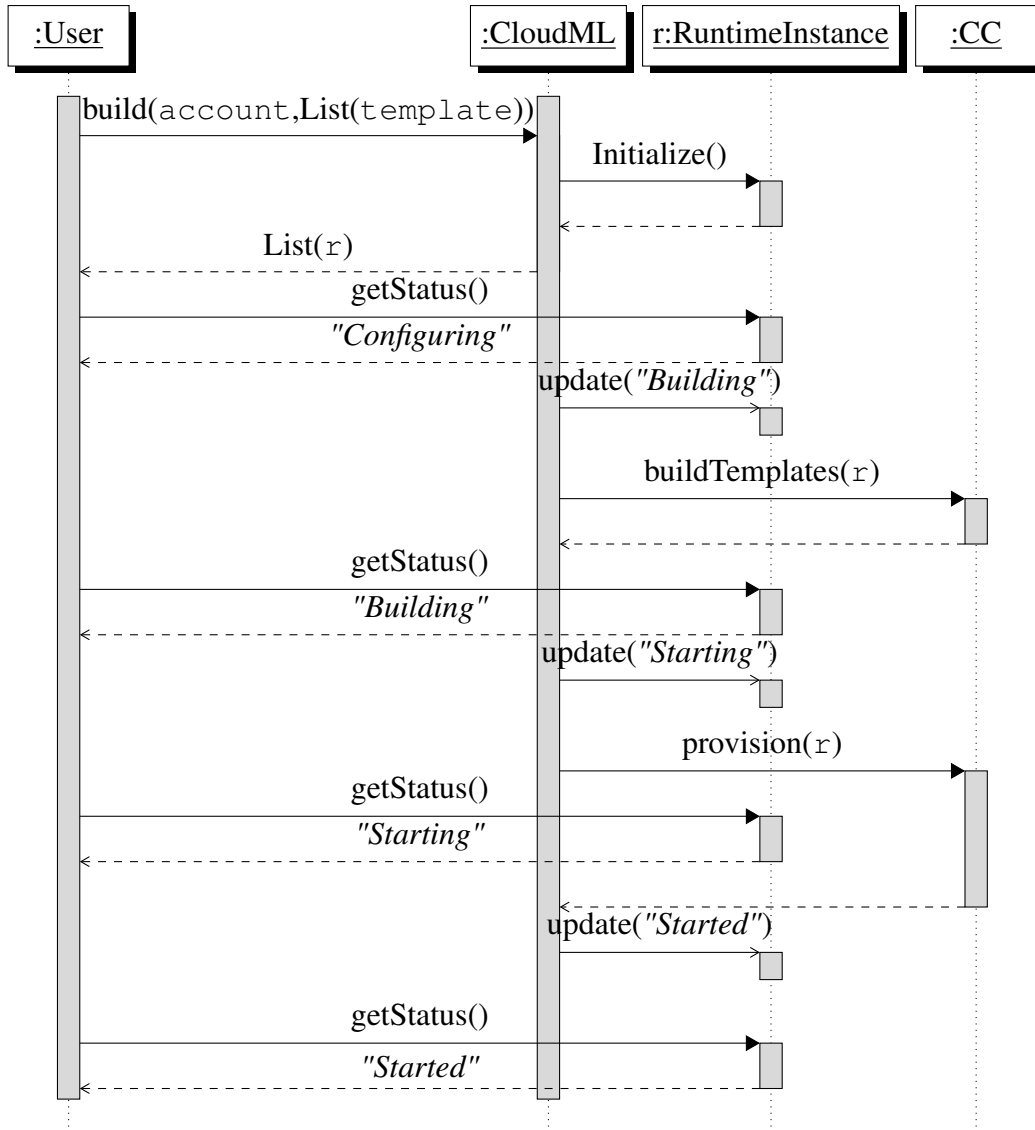 :User
:CloudML
r:RuntimeInstance
:CC
build(account,List(template))
Initialize()
List(r)
getStatus()
"Configuring"
update("Building")
buildTemplates(r)
getStatus()
"Building"
update("Starting")
provision(r)
getStatus()
"Starting"
update("Started")
getStatus()
"Started"